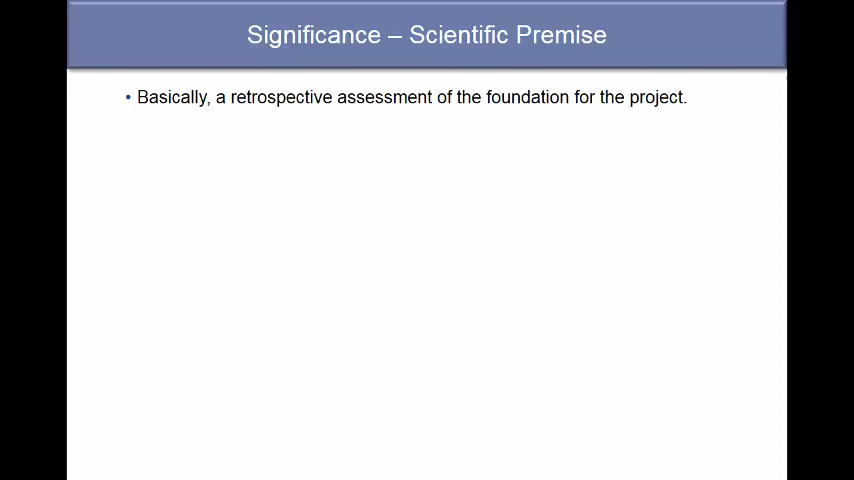 Significance – Scientific Premise
• Basically, a retrospective assessment of the foundation for the project.